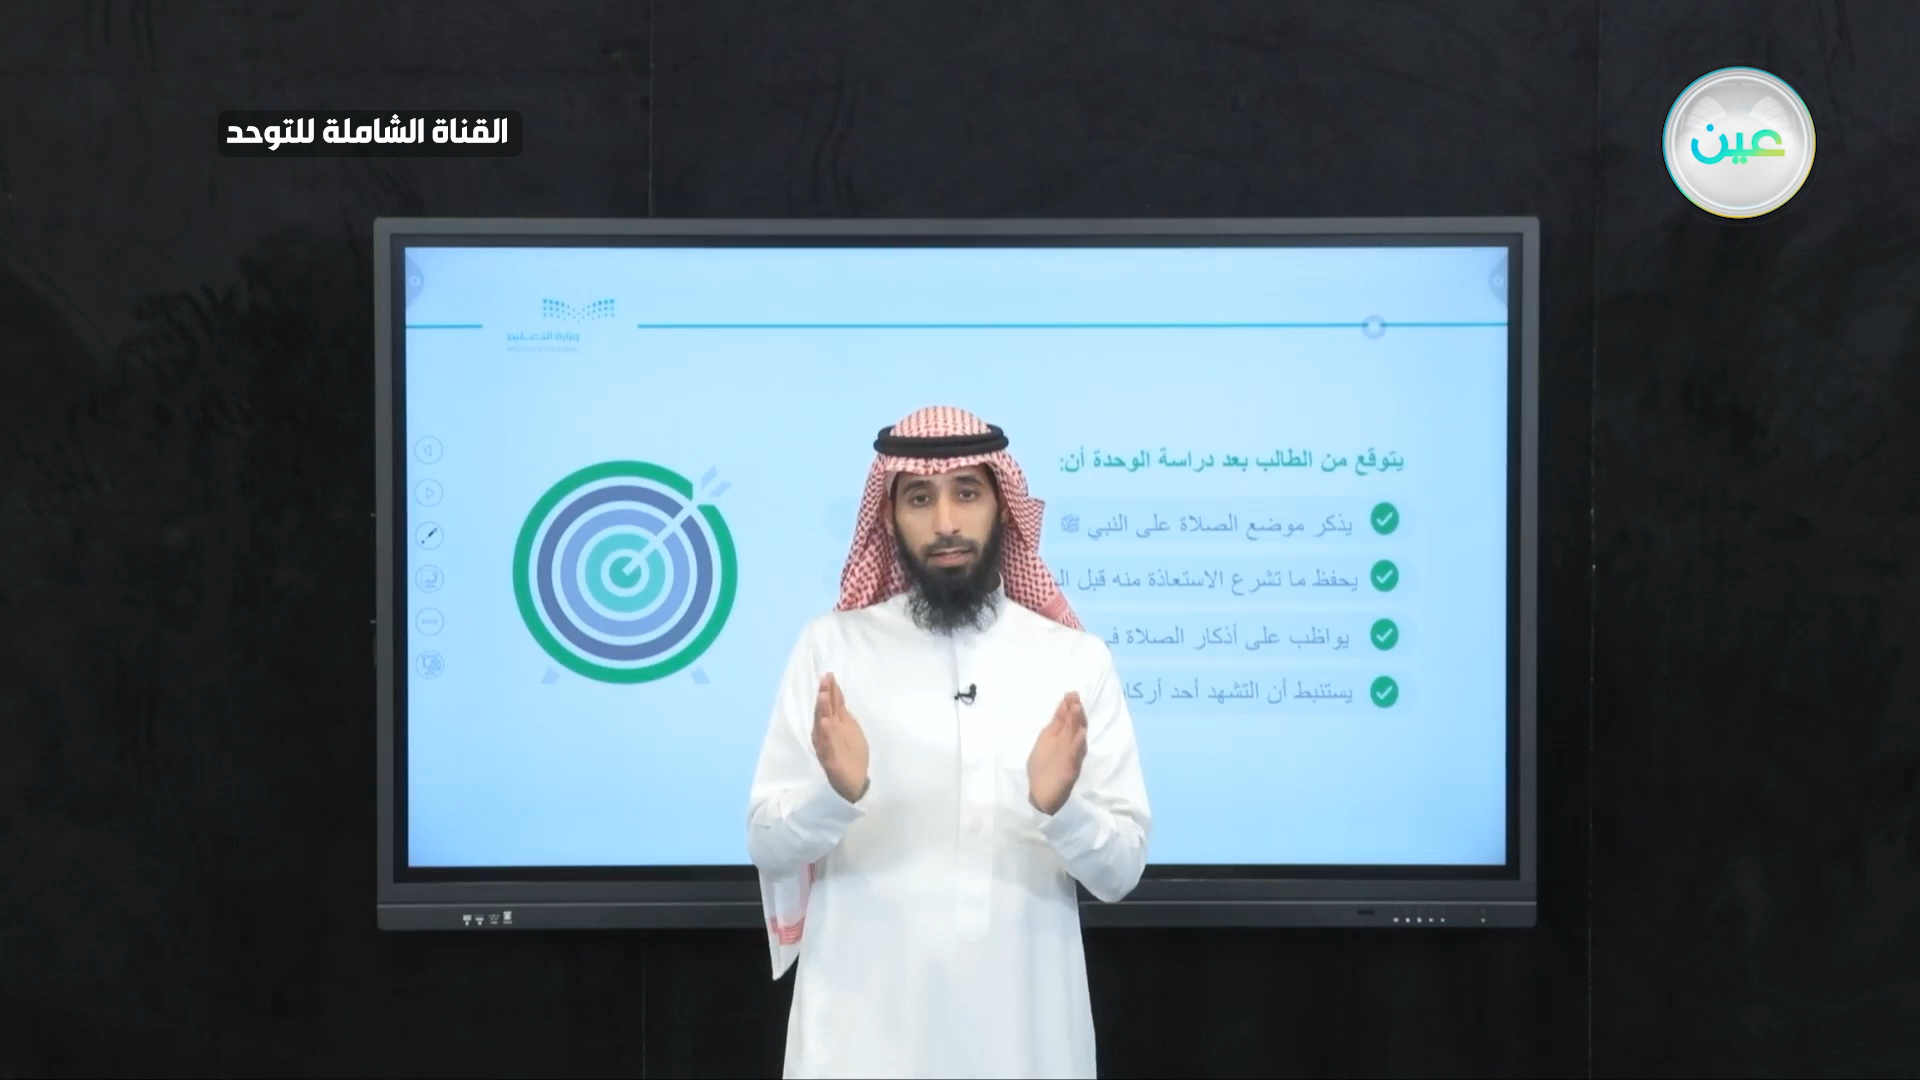 القناة الشاملة للتوحد
عين
وزارة التعليم
يتوقع من الطالب بعد دراسة الوحدة أن:
يذكر موضع الصلاة على النبي ﷺ
يحفظ ما تشرع الاستعاذة منه قبل
يواظب على أذكار الصلاة
يستنبط أن التشهد أحد